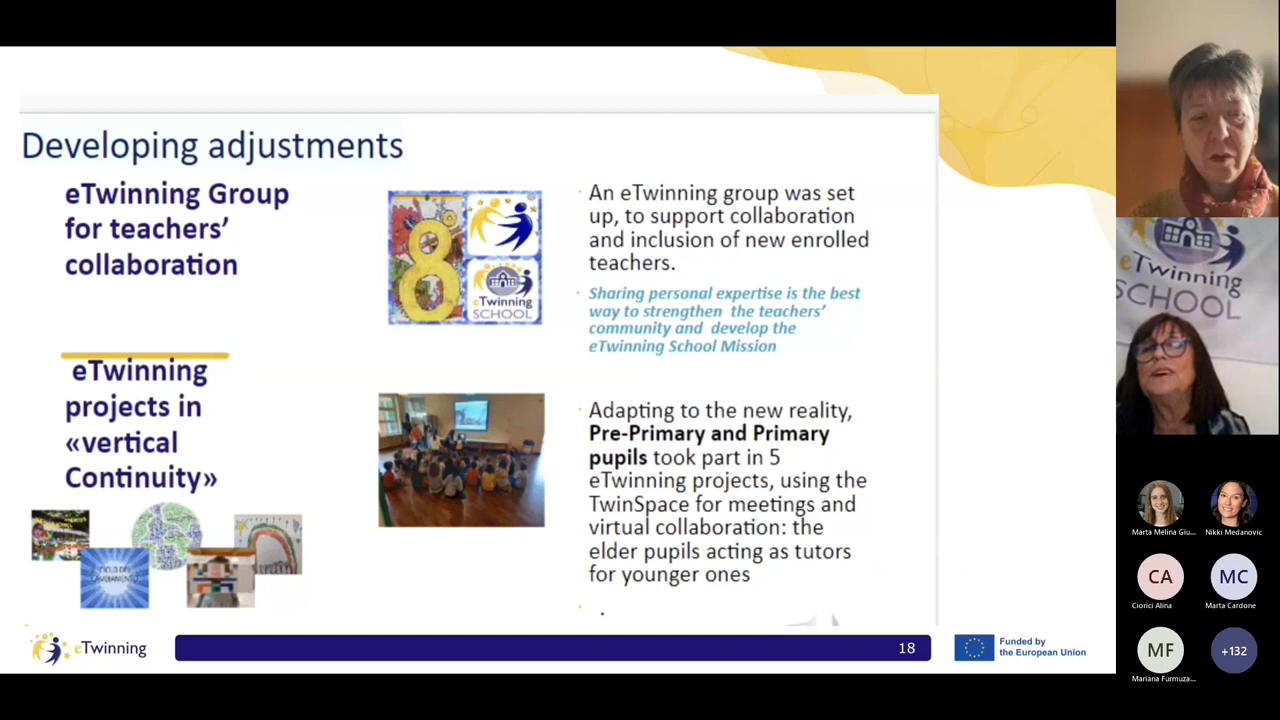 Developing adjustments
eTwinning Group
for teachers’
collaboration
8
eTwinning
SCHOOL
An eTwinning group was set
up, to support collaboration
and inclusion of new enrolled
teachers.
Sharing personal expertise is the best
way to strengthen the teachers’
community and develop the
eTwinning School Mission
eTwinning
projects in
«vertical
Continuity»
Adapting to the new reality,
Pre-Primary and Primary
pupils took part in 5
eTwinning projects, using the
TwinSpace for meetings and
virtual collaboration: the
elder pupils acting as tutors
for younger ones
.
eTwinning
18
Funded by
the European Union
eTwinning
SCHOOL
Marta Melina Giu...
Nikki Medanovic
CA
Ciorici Alina
MC
Marta Cardone
MF
Mariana Furmuza...
+132